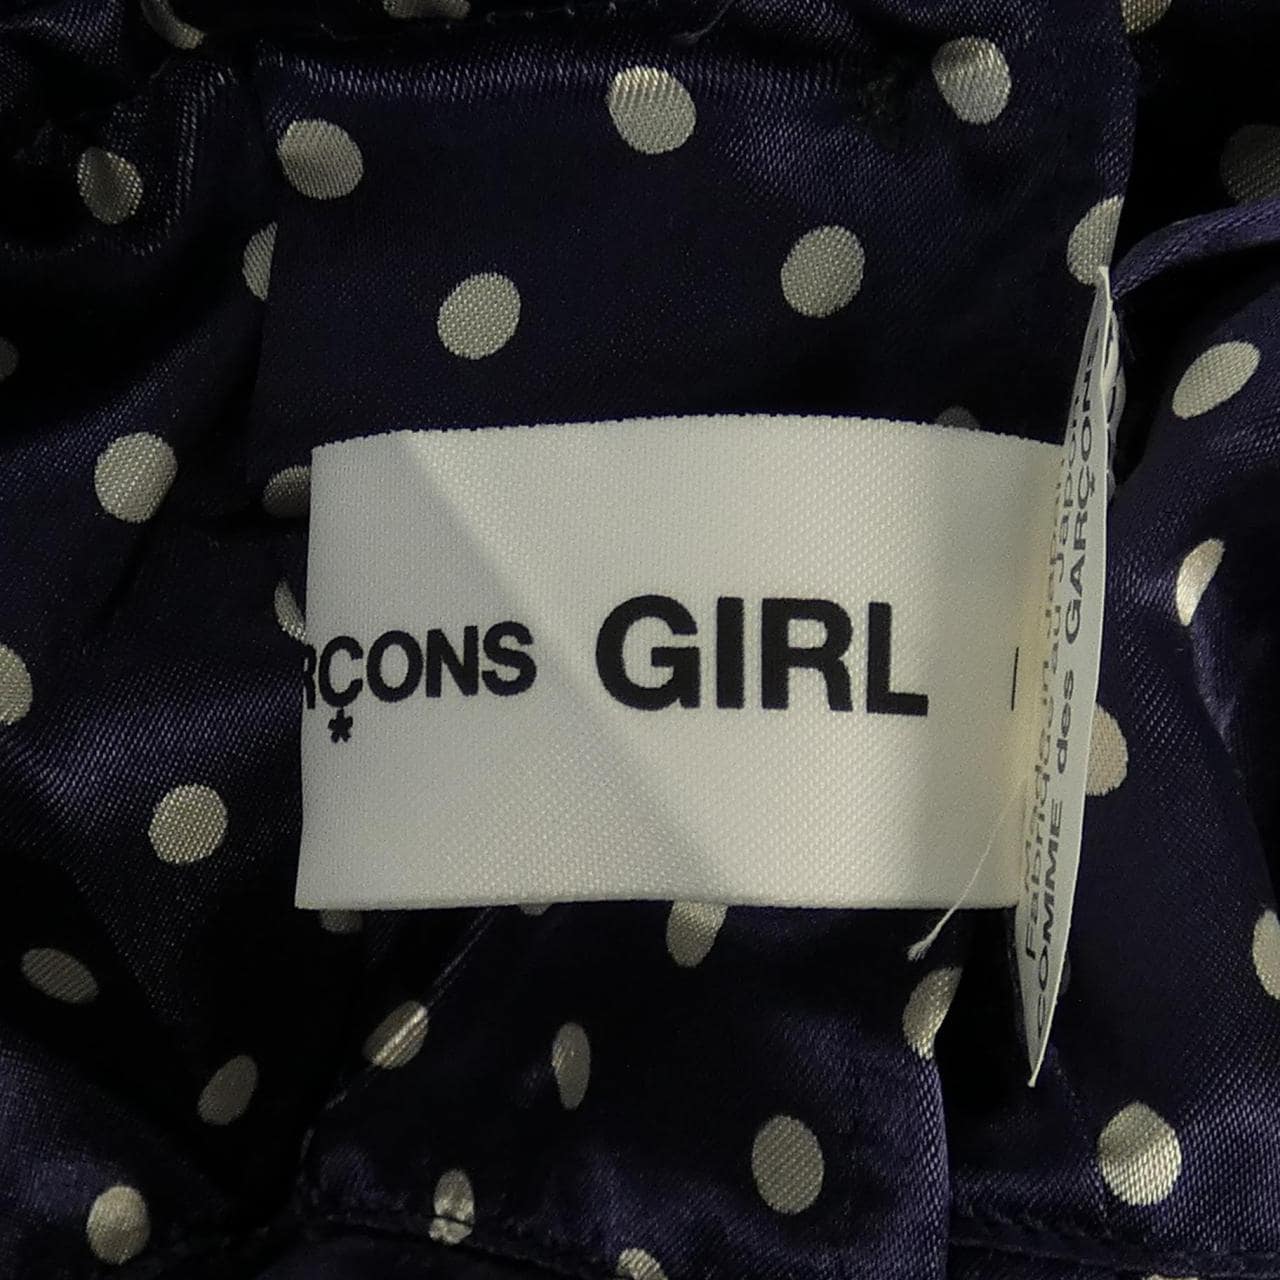 RÇONS GIRL
Fabriqué au Japon
COMME des GARÇONS